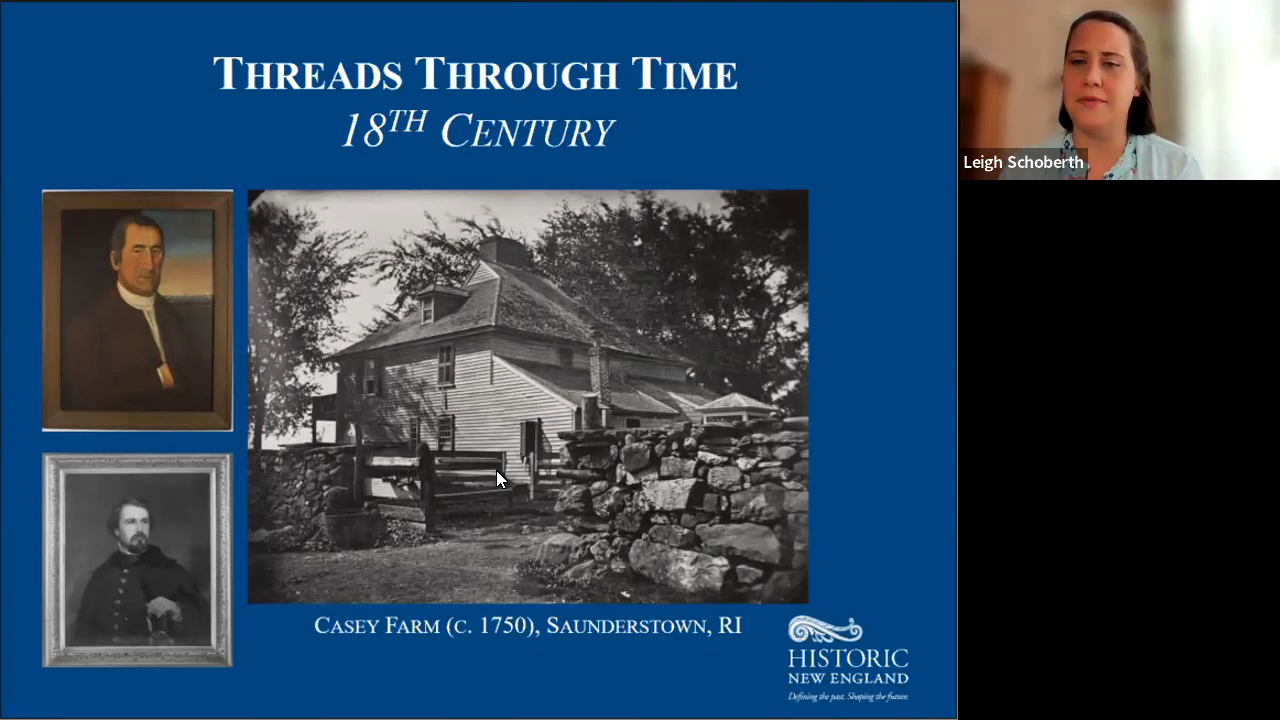 THREADS THROUGH TIME
18TH CENTURY
Leigh Schoberth
CASEY FARM (C. 1750), SAUNDERSTOWN, RI
HISTORIC
NEW ENGLAND
Defining the past. Shaping the future.